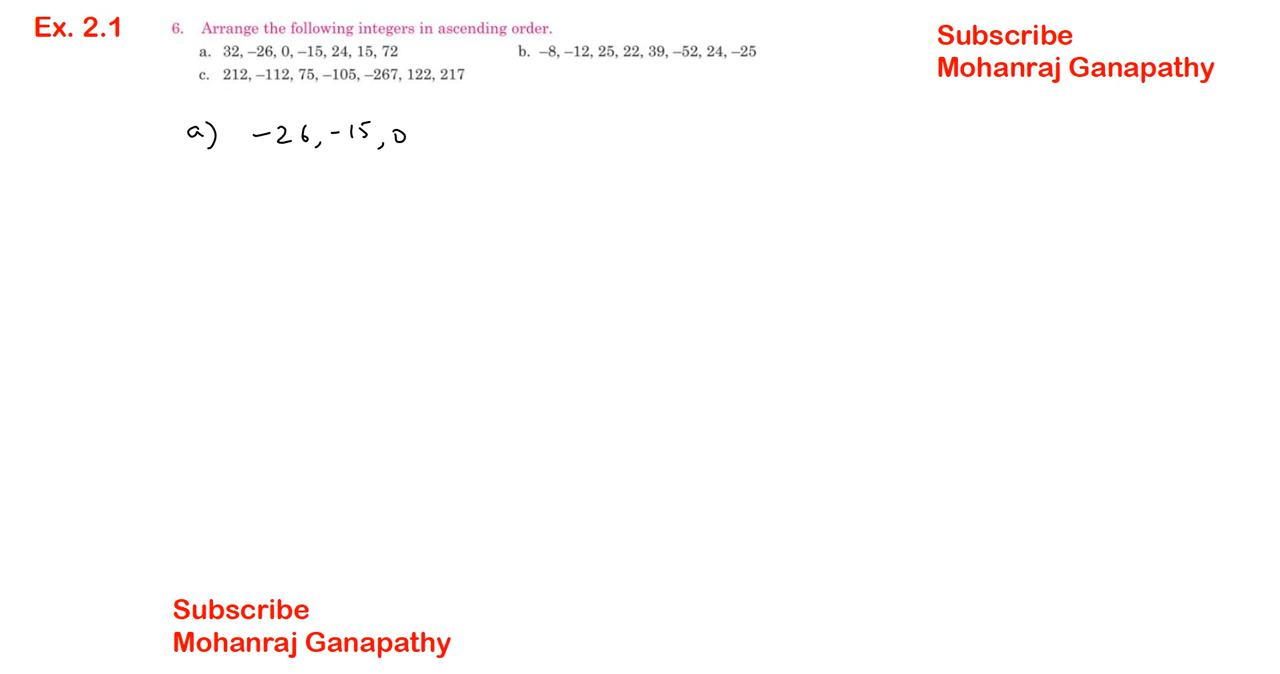 Ex. 2.1
6. Arrange the following integers in ascending order.
a. 32, –26, 0, –15, 24, 15, 72
b. –8, –12, 25, 22, 39, –52, 24, –25
c. 212, –112, 75, –105, –267, 122, 217
Subscribe
Mohanraj Ganapathy
a) -26, -15, 0
Subscribe
Mohanraj Ganapathy